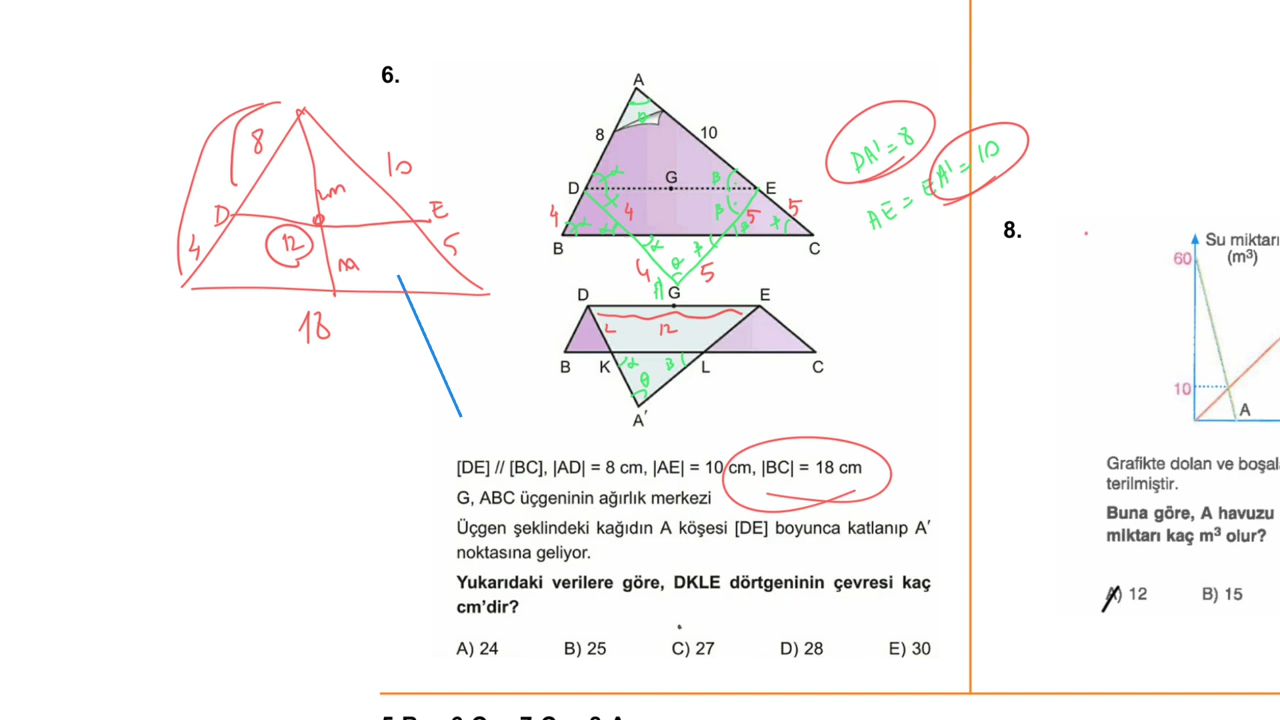 6.
A
8
10
θ
α
α
β
β
D
G
E
4
4
5
5
B
α
α
α
C
4
θ
5
A
DA' = 8
AE = EA' = 10
8
10
2m
D
E
12
4
m
5
18
D
G
E
12
B
K
α
β
L
C
θ
A′
[DE] // [BC], |AD| = 8 cm, |AE| = 10 cm, |BC| = 18 cm
G, ABC üçgeninin ağırlık merkezi
Üçgen şeklindeki kağıdın A köşesi [DE] boyunca katlanıp A′
noktasına geliyor.
Yukarıdaki verilere göre, DKLE dörtgeninin çevresi kaç
cm'dir?
A) 24 B) 25 C) 27 D) 28 E) 30
8.
Su miktarı
(m³)
60
10
A
Grafikte dolan ve boşal
terilmiştir.
Buna göre, A havuzu
miktarı kaç m³ olur?
A) 12 B) 15